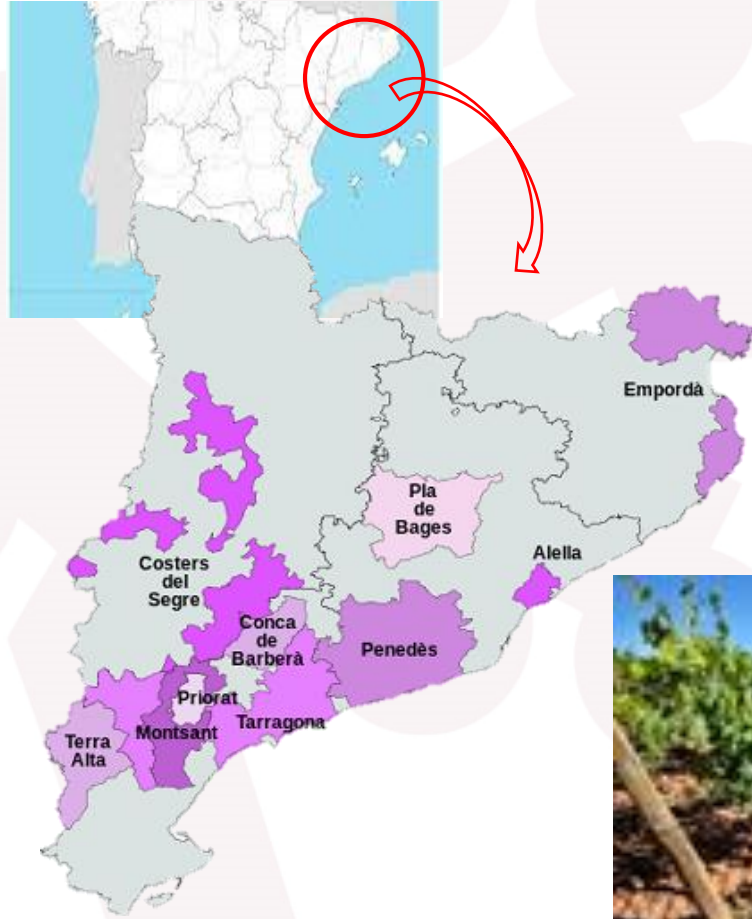 Empordà
Pla
de
Bages
Alella
Costers
del
Segre
Conca
de
Barberà
Penedès
Priorat
Tarragona
Montsant
Terra
Alta